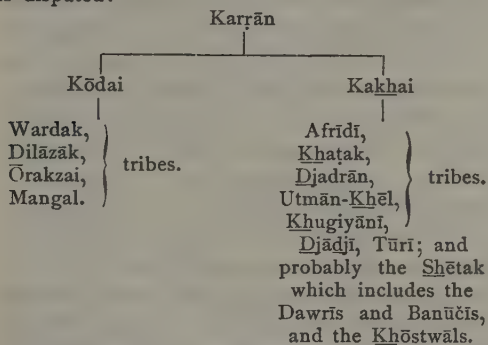 Karṛān
Kōdai
Kakhai
Wardak,
Dilāzāk,
Ōrakzai,
Mangal.
tribes.
Afrīdī,
Khaṭak,
Djadrān,
Utmān-Khēl,
Khugiyānī,
tribes.
Djādjī, Tūrī; and
probably the Shētak
which includes the
Dawrīs and Banūčīs,
and the Khōstwāls.